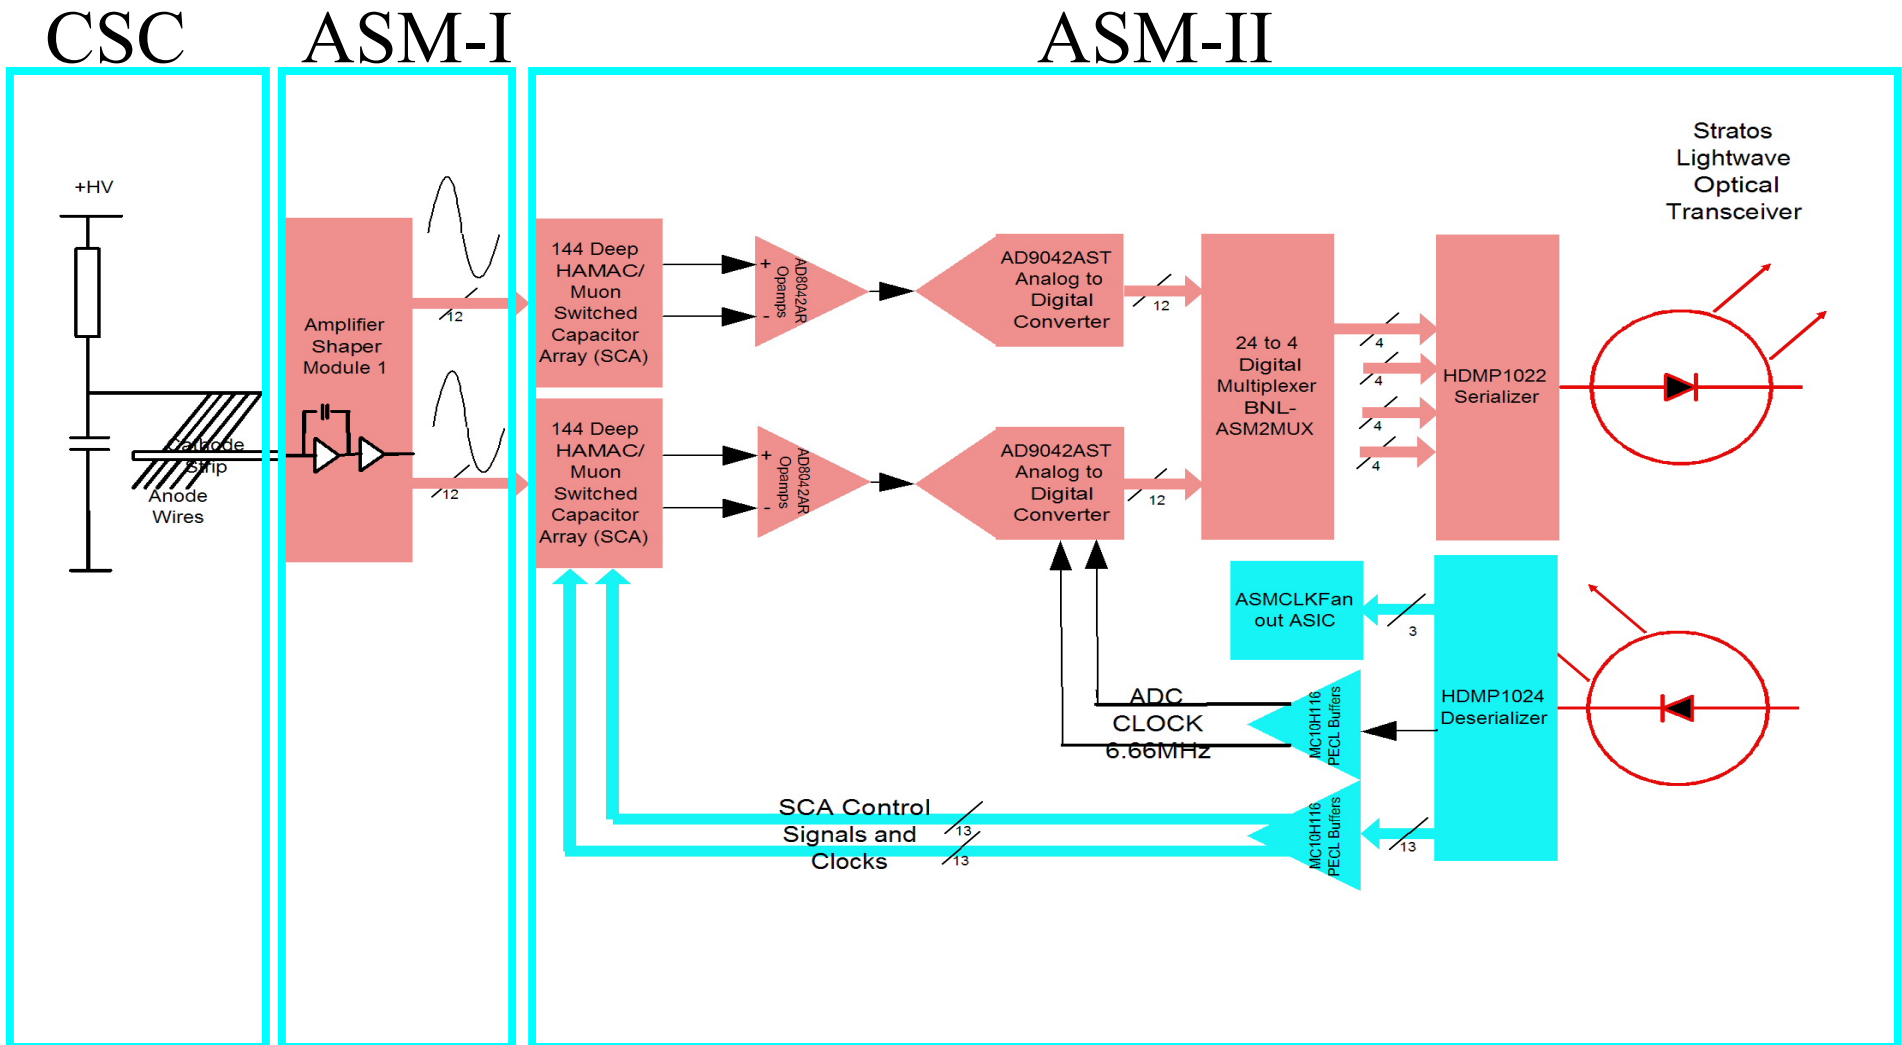 CSC
ASM-I
ASM-II
+HV
Cathode
Strip
Anode
Wires
Amplifier
Shaper
Module 1
12
12
144 Deep
HAMAC/
Muon
Switched
Capacitor
Array (SCA)
144 Deep
HAMAC/
Muon
Switched
Capacitor
Array (SCA)
+
-
AD8042AR
Opamps
+
-
AD8042AR
Opamps
AD9042AST
Analog to
Digital
Converter
AD9042AST
Analog to
Digital
Converter
12
12
24 to 4
Digital
Multiplexer
BNL-
ASM2MUX
4
4
4
4
HDMP1022
Serializer
Stratos
Lightwave
Optical
Transceiver
ASMCLKFan
out ASIC
3
HDMP1024
Deserializer
MC10H116
PECL Buffers
ADC
CLOCK
6.66MHz
MC10H116
PECL Buffers
13
SCA Control
Signals and
Clocks
13
13